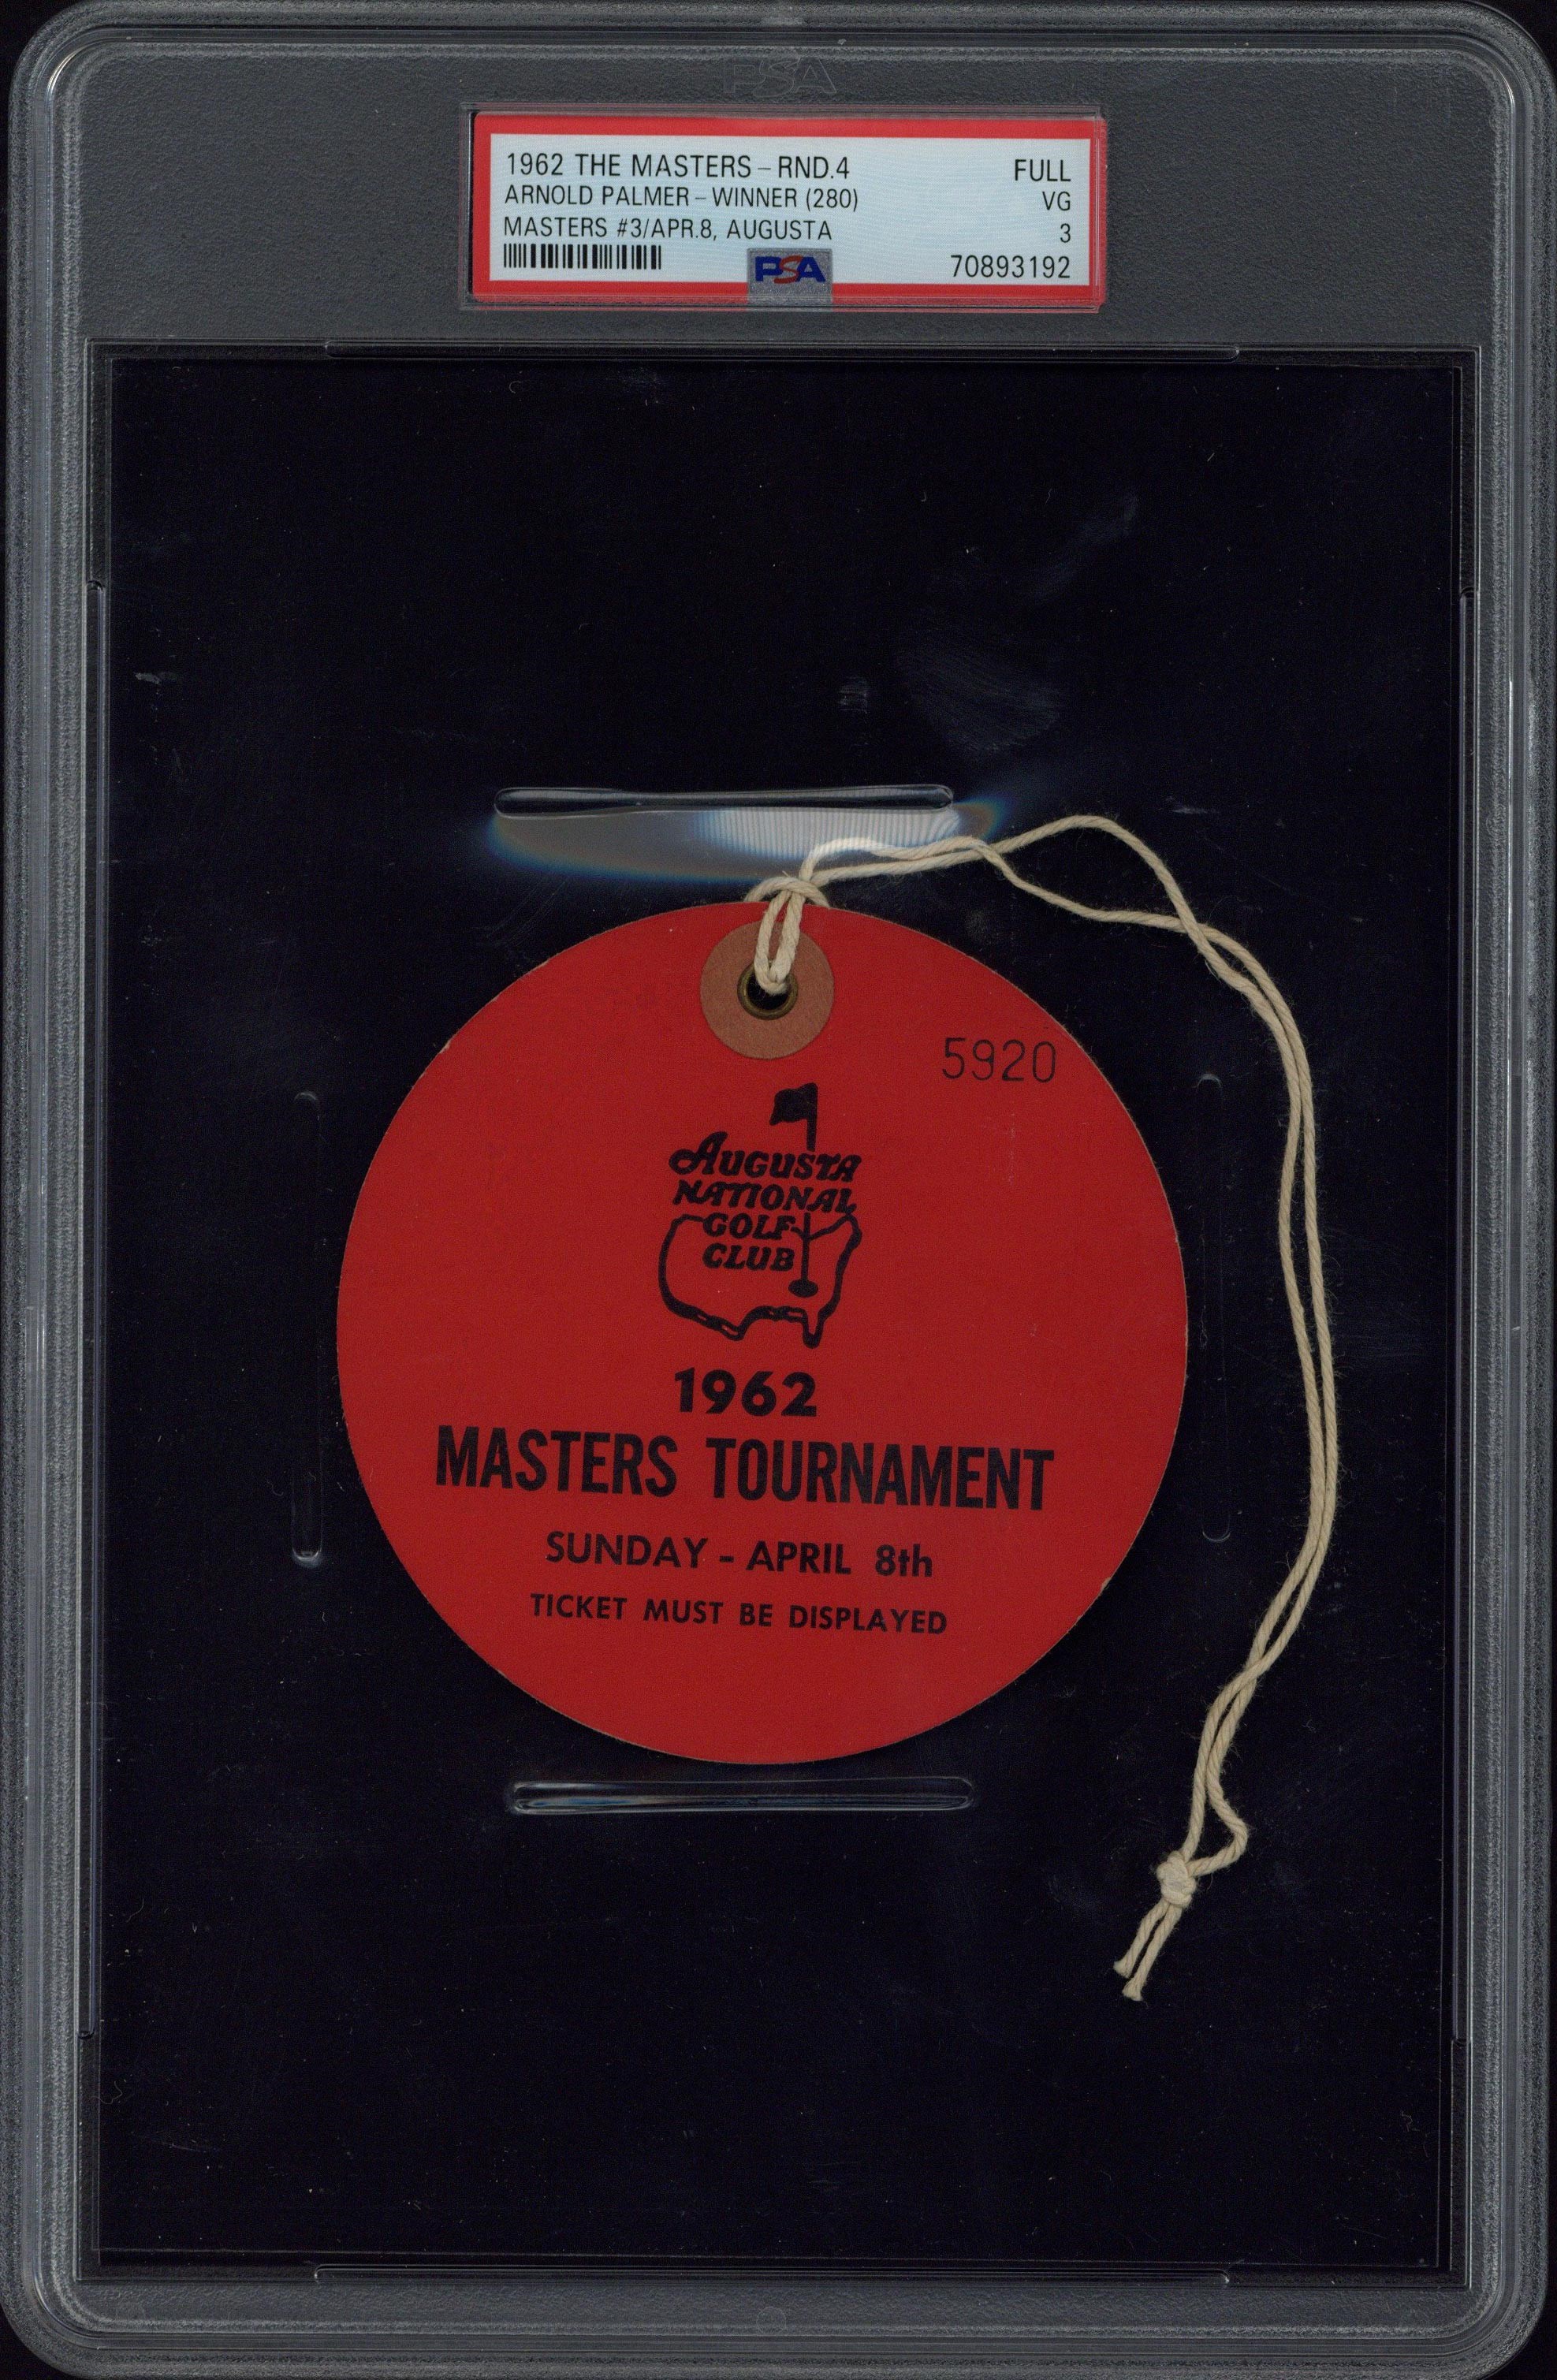 PSA
1962 THE MASTERS – RND.4 FULL
ARNOLD PALMER – WINNER (280) VG
MASTERS #3/APR.8, AUGUSTA 3
PSA 70893192
5920
AUGUSTA
NATIONAL
GOLF
CLUB
1962
MASTERS TOURNAMENT
SUNDAY - APRIL 8th
TICKET MUST BE DISPLAYED